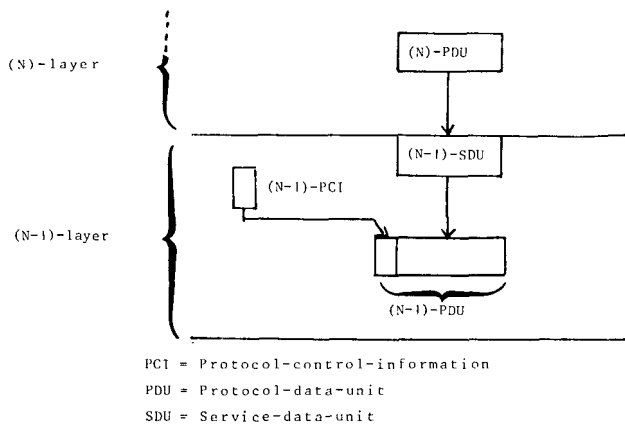 (N)-PDU
(N)-layer
(N-1)-SDU
(N-1)-PCI
(N-1)-layer
(N-1)-PDU
PCI = Protocol-control-information
PDU = Protocol-data-unit
SDU = Service-data-unit